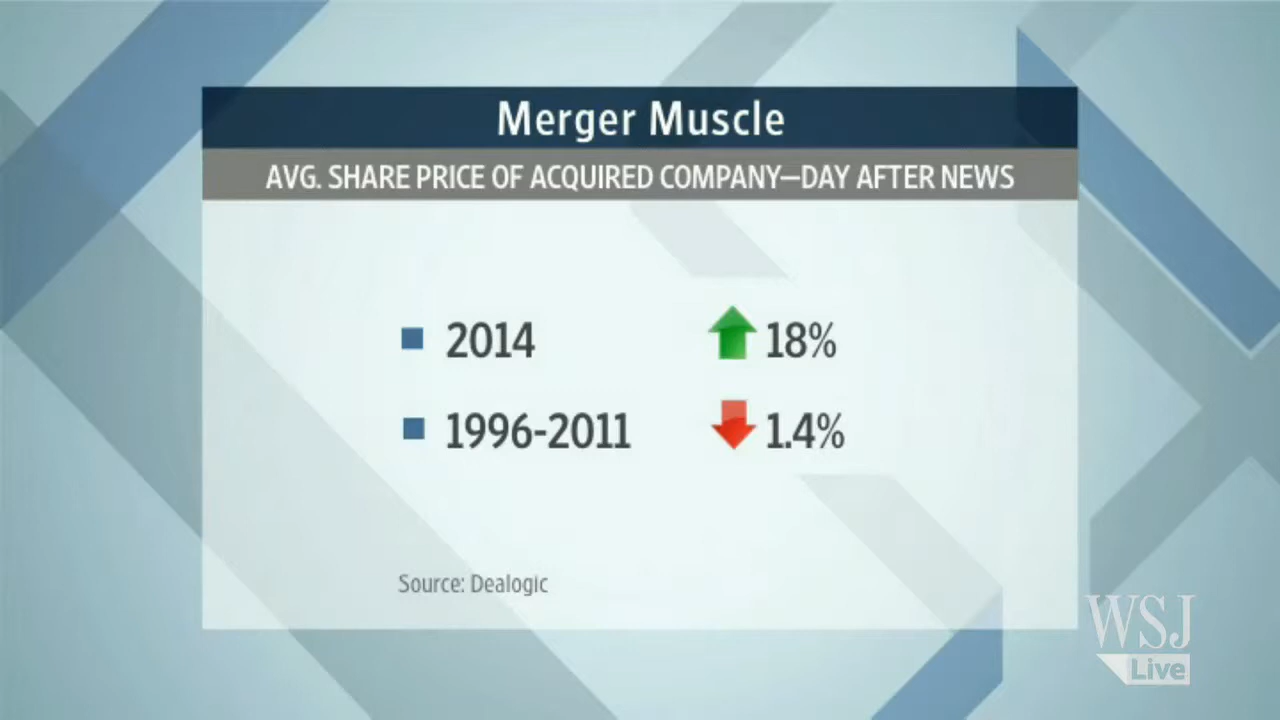 Merger Muscle
AVG. SHARE PRICE OF ACQUIRED COMPANY—DAY AFTER NEWS
2014 18%
1996-2011 1.4%
Source: Dealogic
WSJ
Live